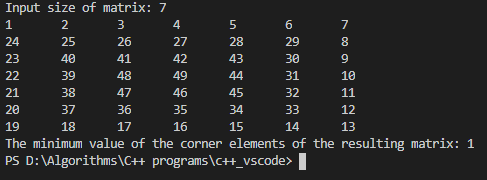 Input size of matrix: 7
1 2 3 4 5 6 7
24 25 26 27 28 29 8
23 40 41 42 43 30 9
22 39 48 49 44 31 10
21 38 47 46 45 32 11
20 37 36 35 34 33 12
19 18 17 16 15 14 13
The minimum value of the corner elements of the resulting matrix: 1
PS D:\Algorithms\C++ programs\c++_vscode>